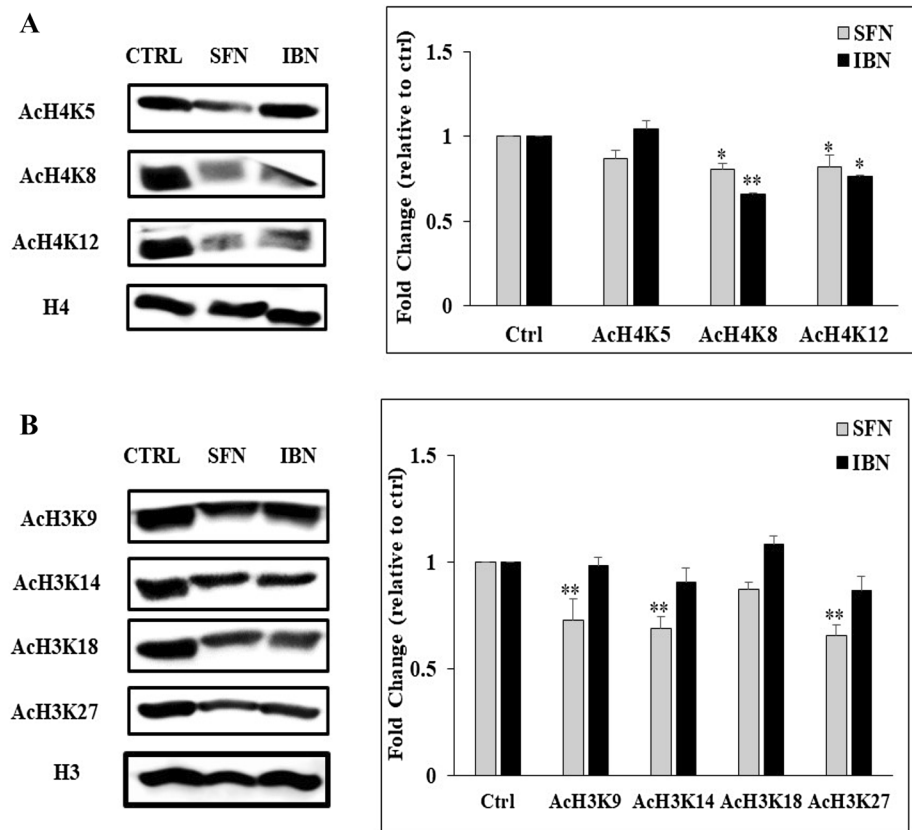 A
CTRL SFN IBN
AcH4K5
AcH4K8
AcH4K12
H4
Fold Change (relative to ctrl)
1.5
1
0.5
0
SFN
IBN
*
**
*
*
Ctrl AcH4K5 AcH4K8 AcH4K12
B
CTRL SFN IBN
AcH3K9
AcH3K14
AcH3K18
AcH3K27
H3
Fold Change (relative to ctrl)
1.5
1
0.5
0
SFN
IBN
**
**
**
Ctrl AcH3K9 AcH3K14 AcH3K18 AcH3K27